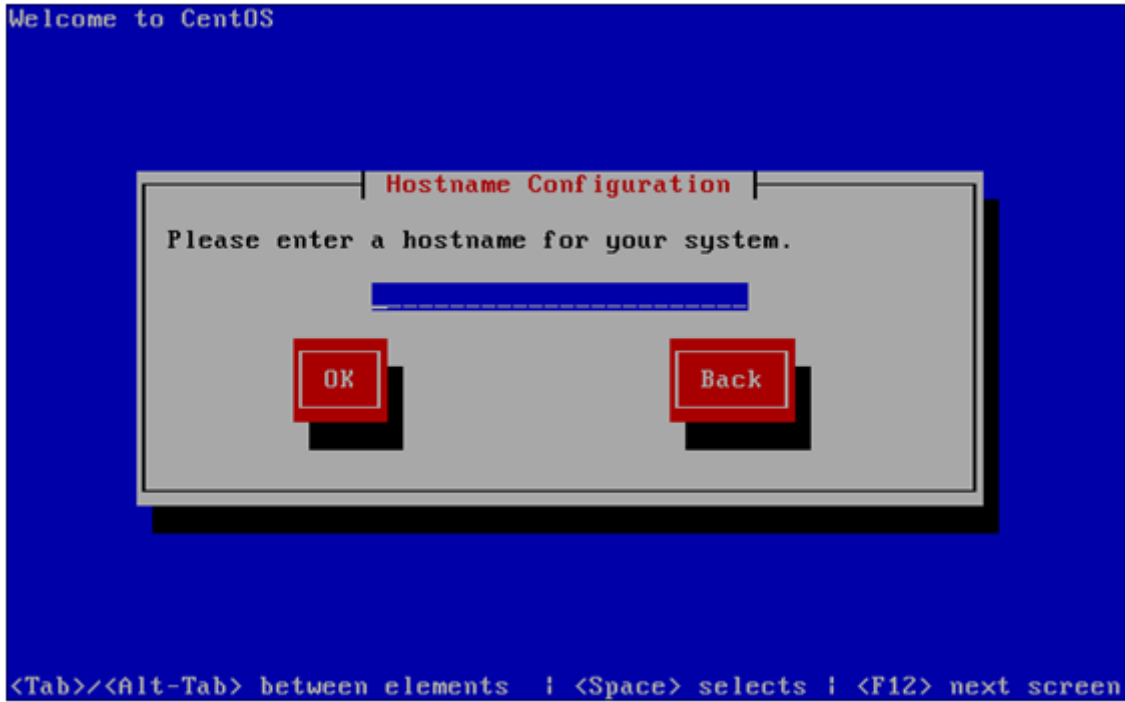 Welcome to CentOS
Hostname Configuration
Please enter a hostname for your system.
OK
Back
<Tab>/<Alt-Tab> between elements | <Space> selects | <F12> next screen